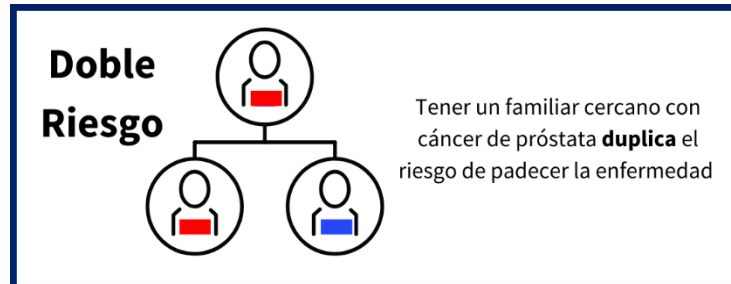 Doble
Riesgo
Tener un familiar cercano con
cáncer de próstata duplica el
riesgo de padecer la enfermedad